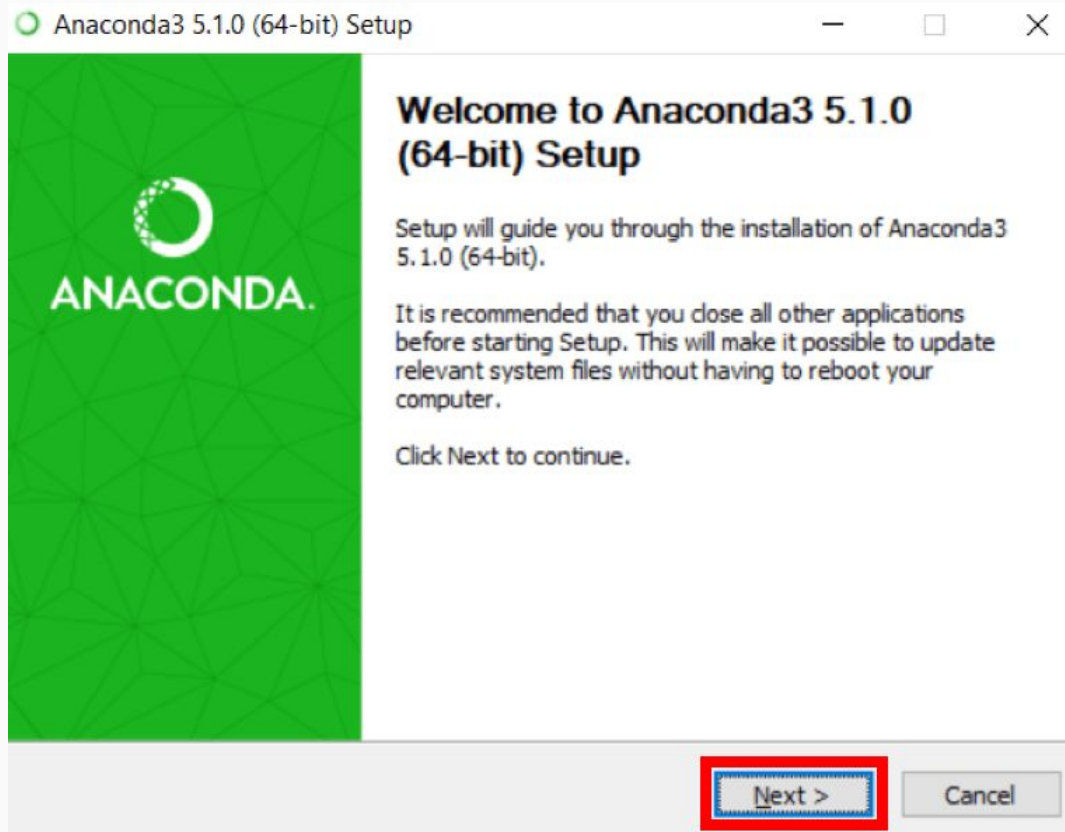 Anaconda3 5.1.0 (64-bit) Setup
Welcome to Anaconda3 5.1.0
(64-bit) Setup
Setup will guide you through the installation of Anaconda3
5.1.0 (64-bit).
It is recommended that you close all other applications
before starting Setup. This will make it possible to update
relevant system files without having to reboot your
computer.
Click Next to continue.
ANACONDA.
Next >
Cancel